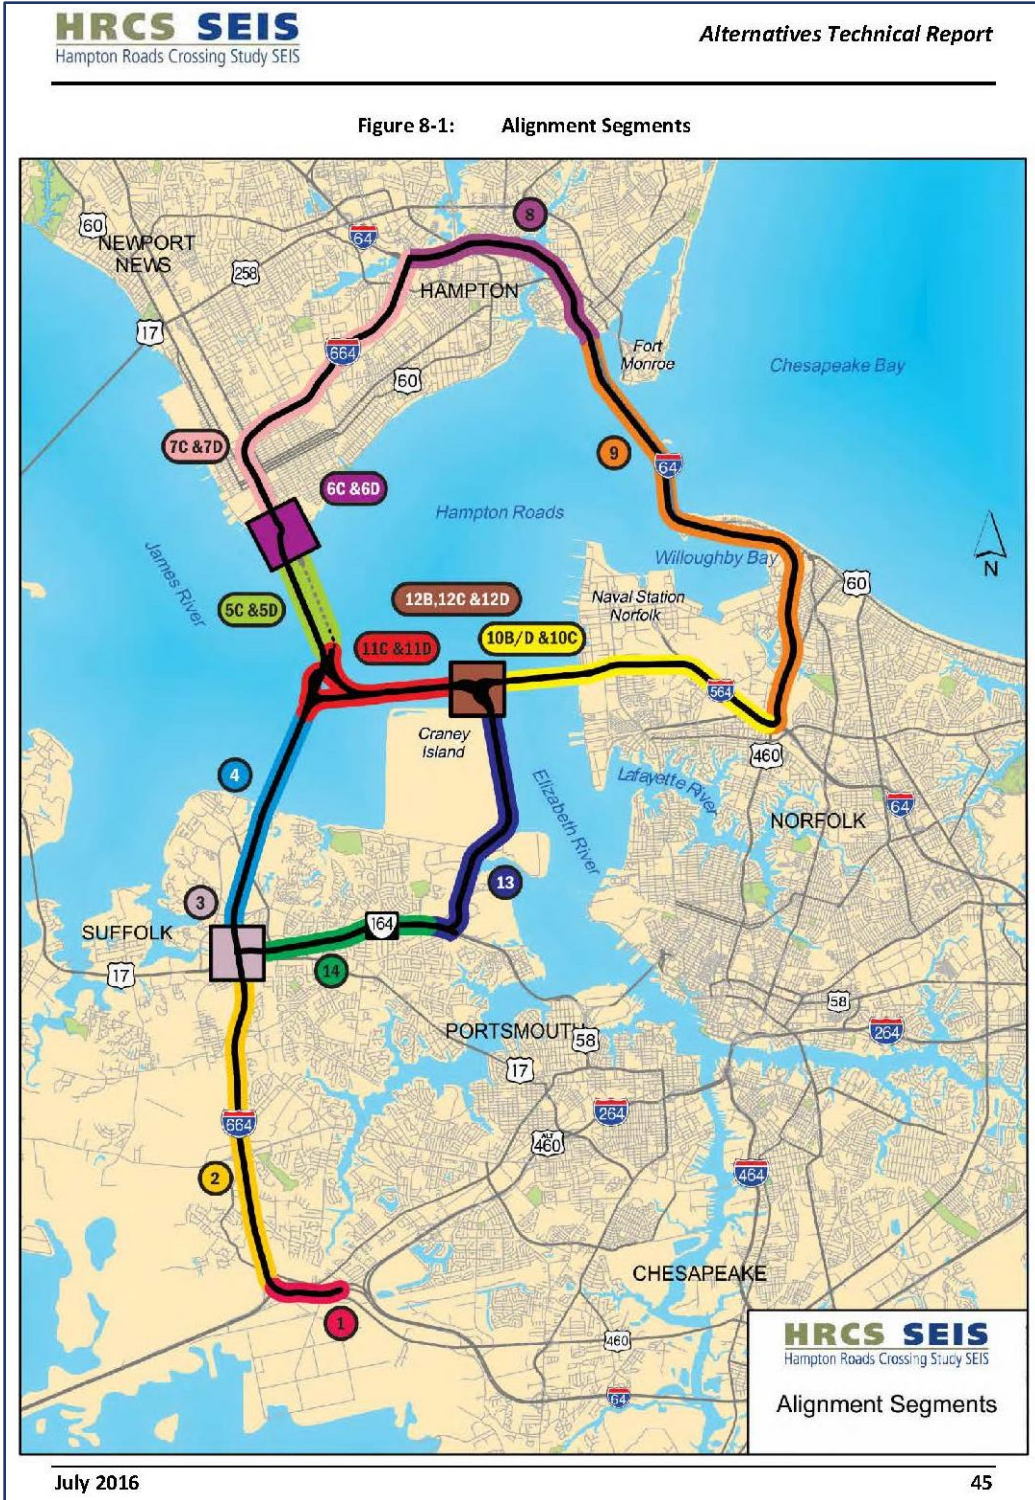 HRCS SEIS
Hampton Roads Crossing Study SEIS
Alternatives Technical Report
Figure 8-1: Alignment Segments
8
60
NEWPORT
NEWS
64
258
HAMPTON
17
664
Fort
Monroe
Chesapeake Bay
60
7C &7D
9
64
6C &6D
Hampton Roads
James River
Willoughby Bay
N
60
5C &5D
12B,12C &12D
Naval Station
Norfolk
11C &11D
10B/D &10C
564
Craney
Island
460
4
Elizabeth River
Lafayette River
64
NORFOLK
13
3
164
SUFFOLK
17
14
58
PORTSMOUTH
58
264
17
264
664
ALT
460
464
2
CHESAPEAKE
1
460
64
HRCS SEIS
Hampton Roads Crossing Study SEIS
Alignment Segments
July 2016
45